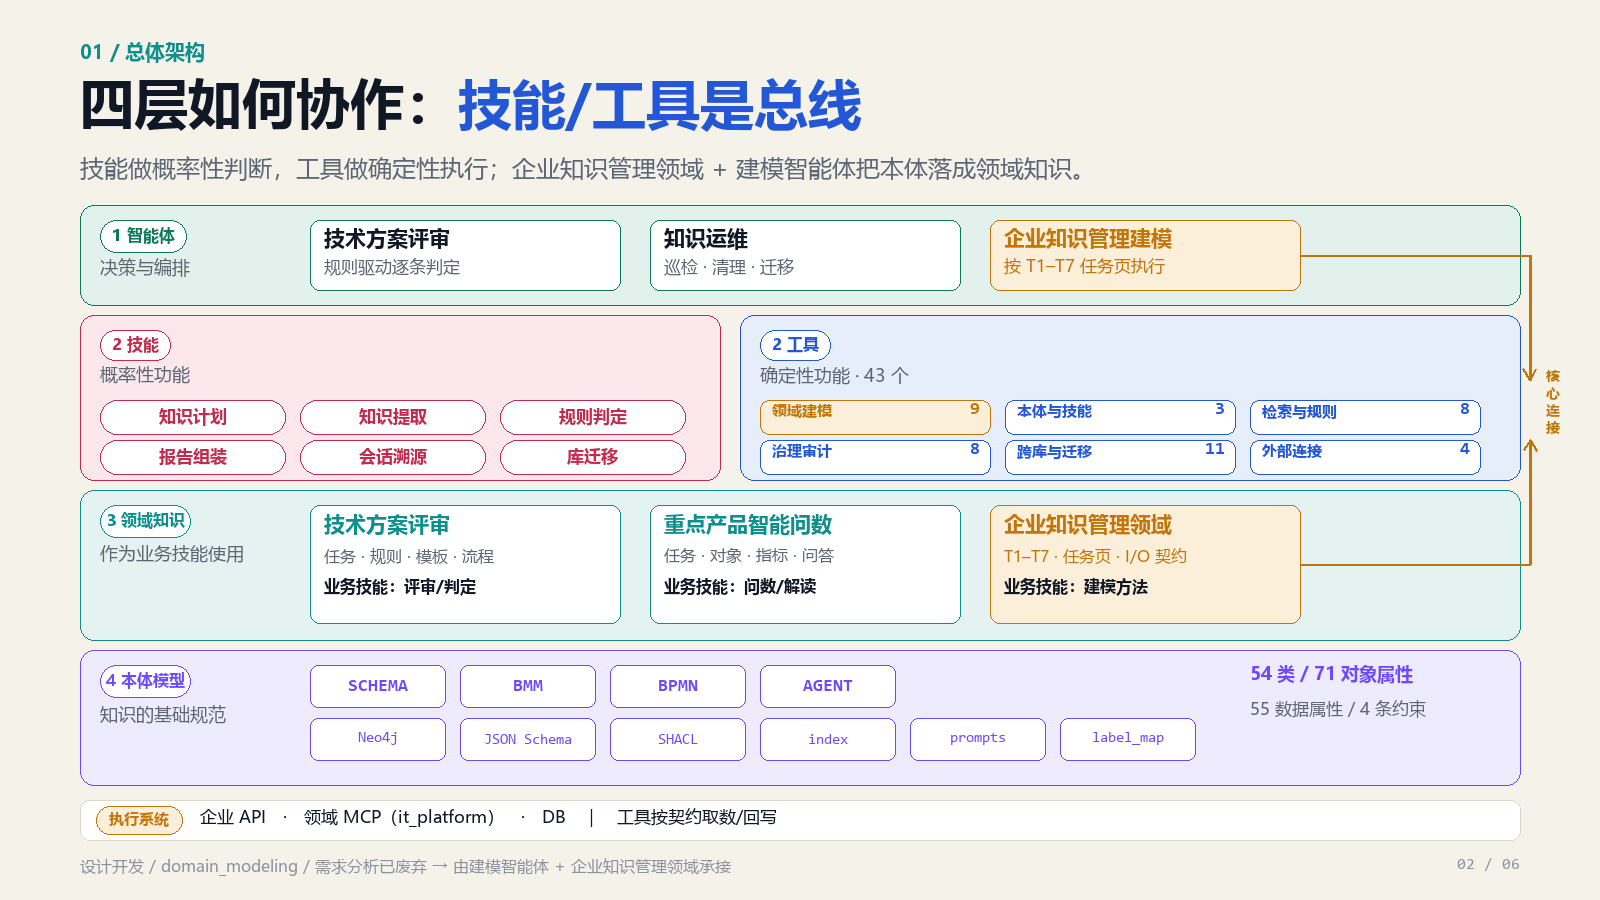 01 / 总体架构
四层如何协作：技能/工具是总线
技能做概率性判断，工具做确定性执行；企业知识管理领域 + 建模智能体把本体落成领域知识。
1 智能体
决策与编排
技术方案评审
规则驱动逐条判定
知识运维
巡检 · 清理 · 迁移
企业知识管理建模
按 T1–T7 任务页执行
2 技能
概率性功能
知识计划
知识提取
规则判定
报告组装
会话溯源
库迁移
2 工具
确定性功能 · 43 个
领域建模 9
本体与技能 3
检索与规则 8
治理审计 8
跨库与迁移 11
外部连接 4
核心连接
3 领域知识
作为业务技能使用
技术方案评审
任务 · 规则 · 模板 · 流程
业务技能：评审/判定
重点产品智能问数
任务 · 对象 · 指标 · 问答
业务技能：问数/解读
企业知识管理领域
T1–T7 · 任务页 · I/O 契约
业务技能：建模方法
4 本体模型
知识的基础规范
SCHEMA
BMM
BPMN
AGENT
Neo4j
JSON Schema
SHACL
index
prompts
label_map
54 类 / 71 对象属性
55 数据属性 / 4 条约束
执行系统
企业 API · 领域 MCP（it_platform） · DB | 工具按契约取数/回写
设计开发 / domain_modeling / 需求分析已废弃 → 由建模智能体 + 企业知识管理领域承接
02 / 06